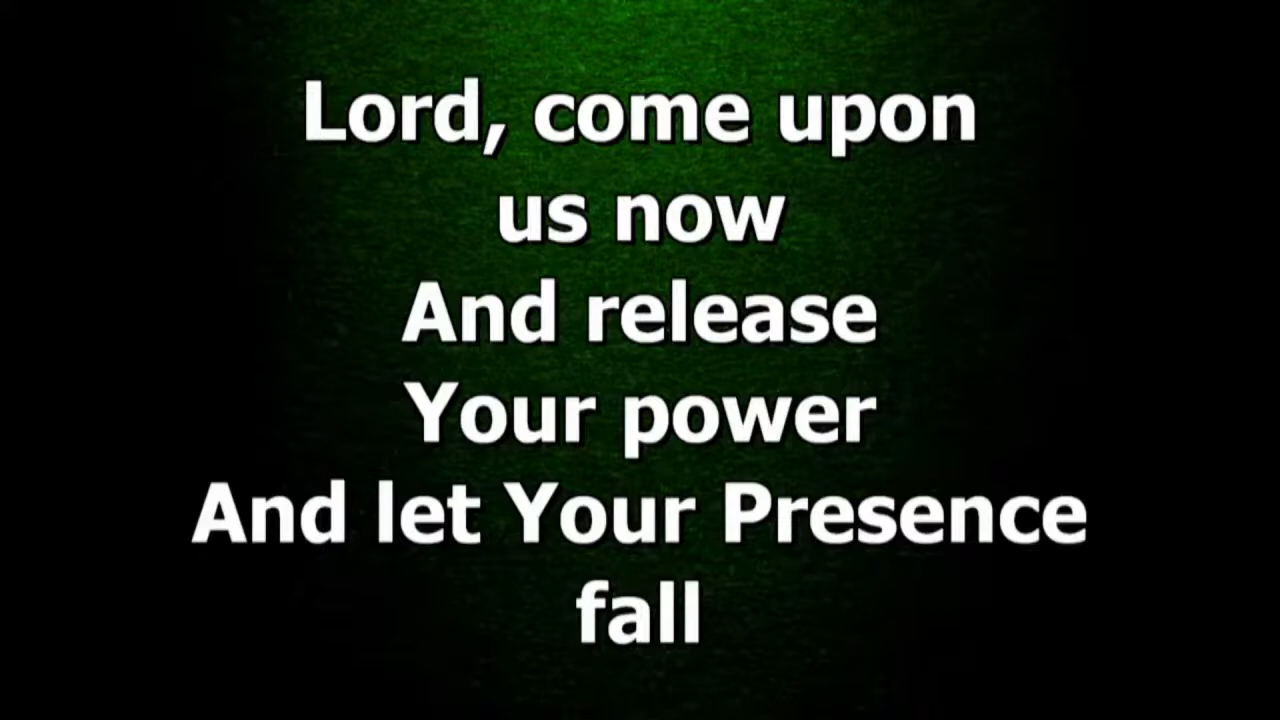 Lord, come upon
us now
And release
Your power
And let Your Presence
fall